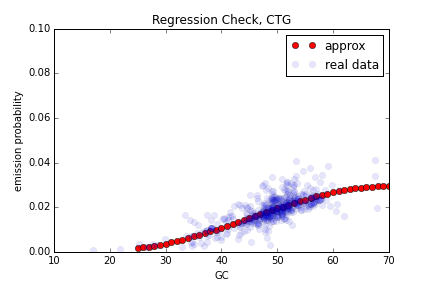 Regression Check, CTG
0.10
0.08
0.06
0.04
0.02
0.00
emission probability
approx
real data
10 20 30 40 50 60 70
GC